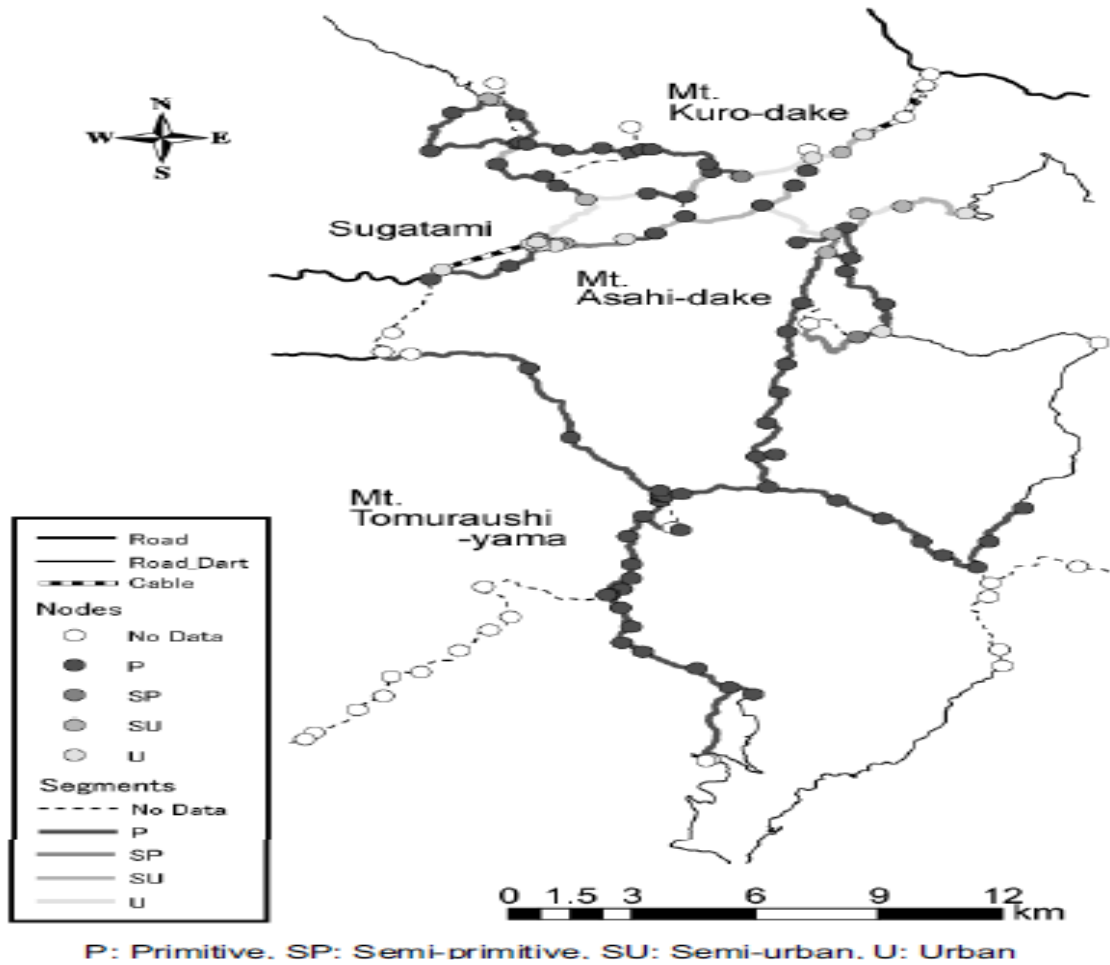 N
W E
S
Mt.
Kuro-dake
Sugatami
Mt.
Asahi-dake
Mt.
Tomuraushi
-yama
Road
Road_Dart
Cable
Nodes
No Data
P
SP
SU
U
Segments
No Data
P
SP
SU
U
0 1.5 3 6 9 12
km
P: Primitive, SP: Semi-primitive, SU: Semi-urban, U: Urban